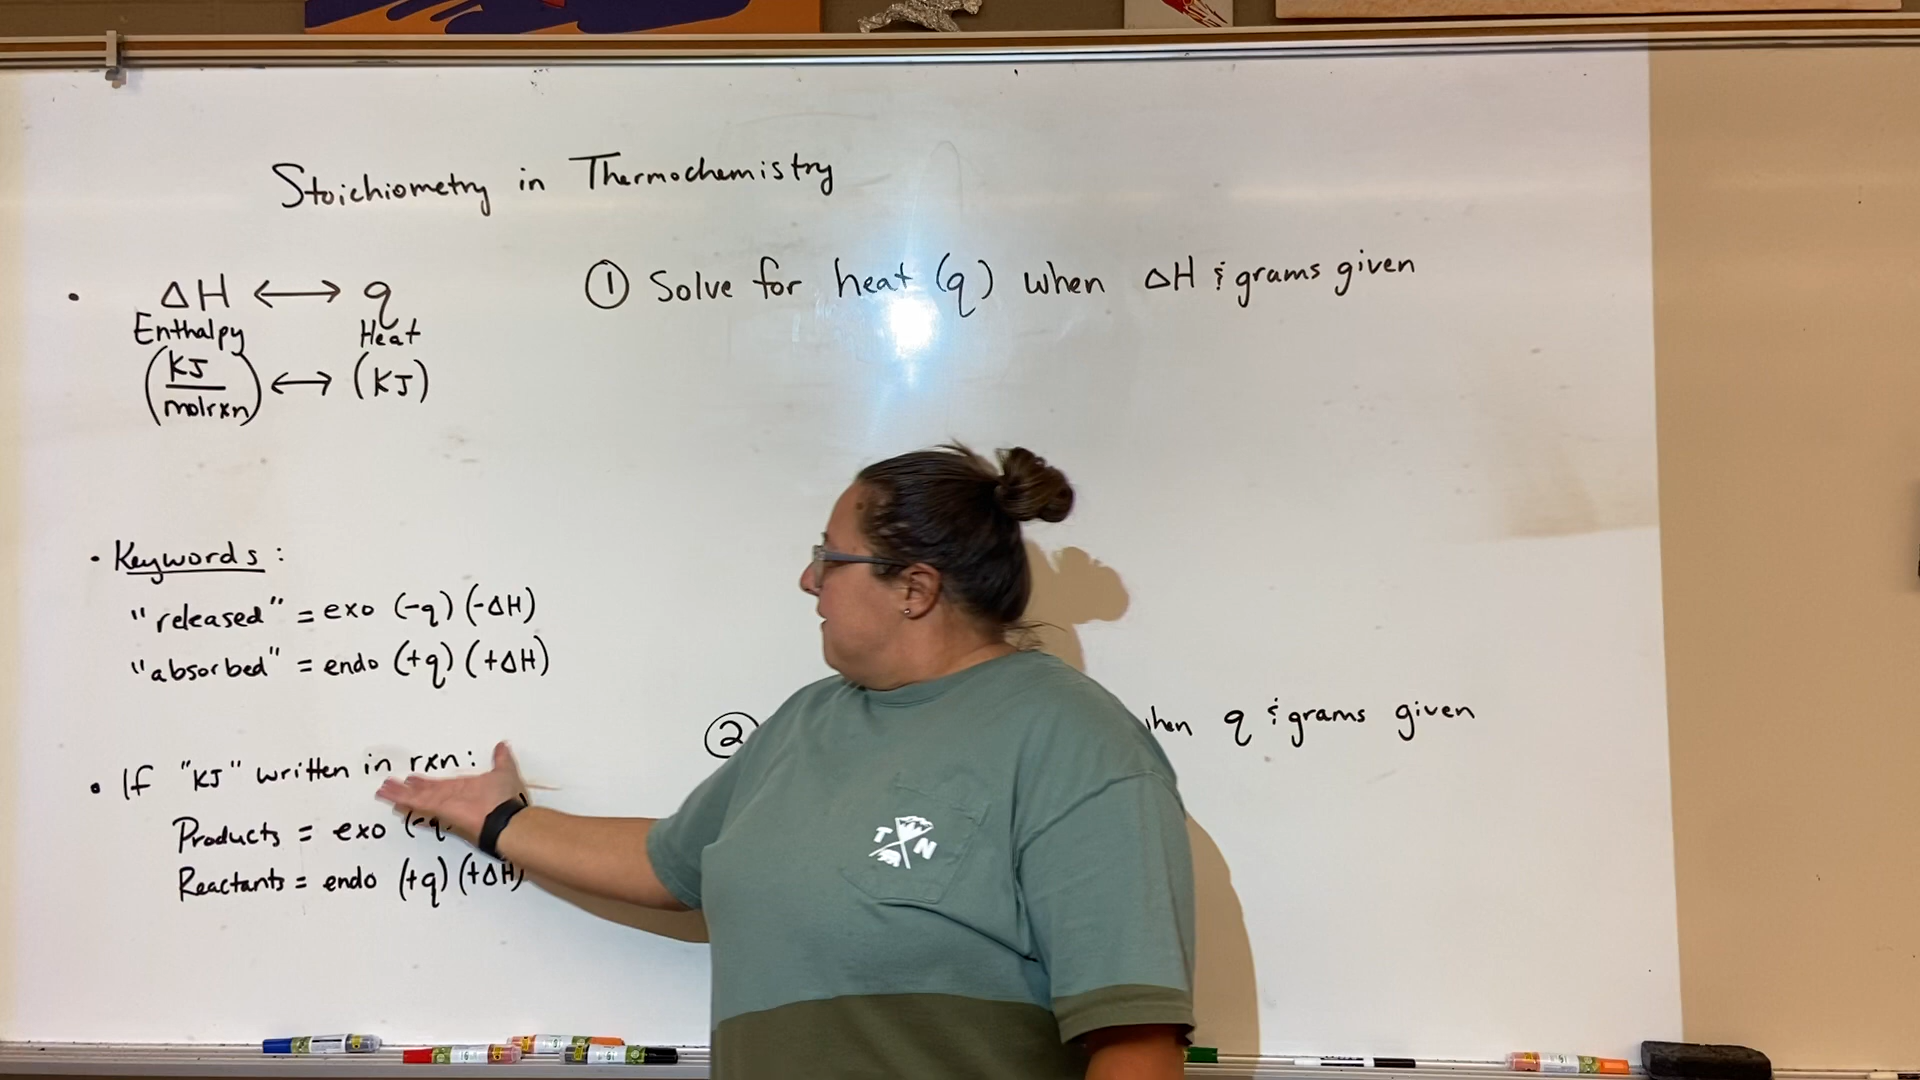 Stoichiometry in Thermochemistry
• ΔH ⟷ q
Enthalpy Heat
(KJ/molrxn) ⟷ (KJ)
• Keywords:
"released" = exo (-q) (-ΔH)
"absorbed" = endo (+q) (+ΔH)
• If "KJ" written in rxn:
Products = exo (-q
Reactants = endo (+q) (+ΔH)
① Solve for heat (q) when ΔH & grams given
② q & grams given
T N